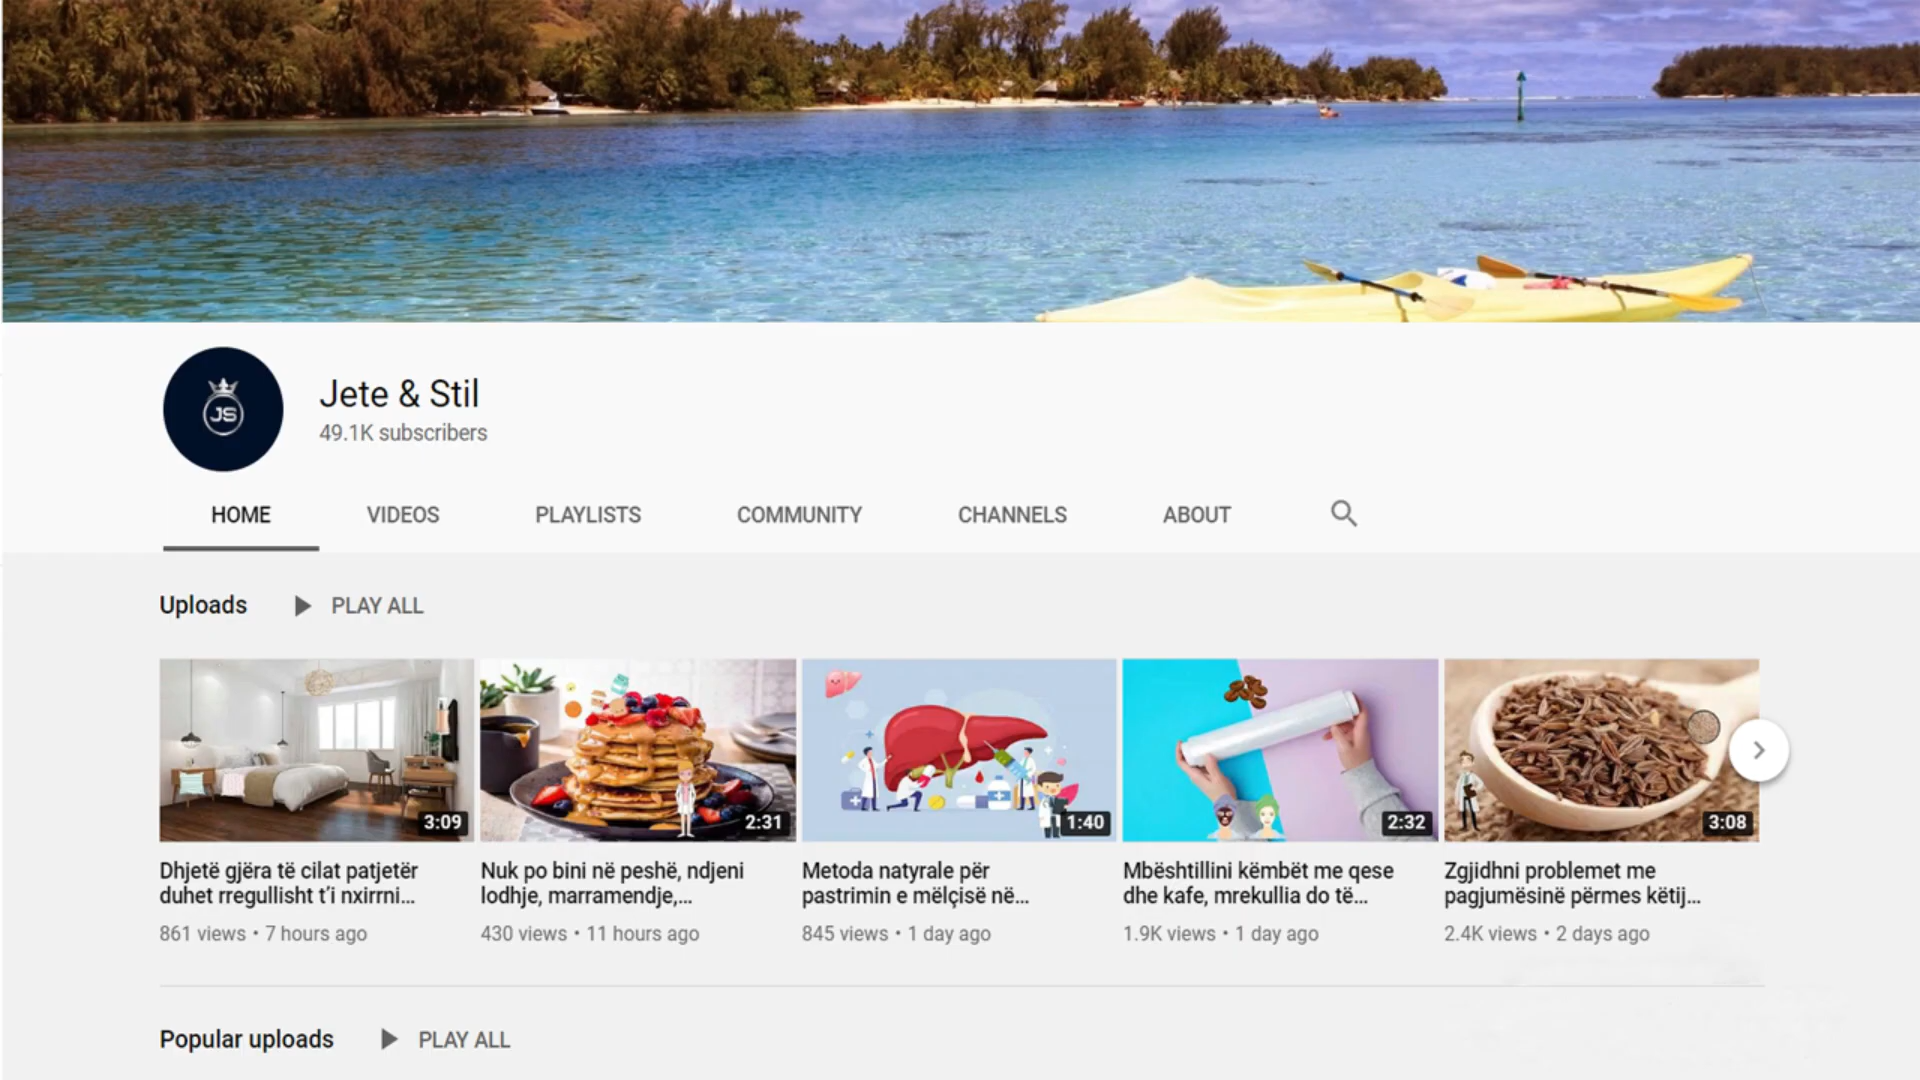 JS
Jete & Stil
49.1K subscribers
HOME VIDEOS PLAYLISTS COMMUNITY CHANNELS ABOUT
Uploads PLAY ALL
3:09 2:31 1:40 2:32 3:08
Dhjetë gjëra të cilat patjetër
duhet rregullisht t’i nxirrni...
861 views • 7 hours ago
Nuk po bini në peshë, ndjeni
lodhje, marramendje,...
430 views • 11 hours ago
Metoda natyrale për
pastrimin e mëlçisë në...
845 views • 1 day ago
Mbështillini këmbët me qese
dhe kafe, mrekullia do të...
1.9K views • 1 day ago
Zgjidhni problemet me
pagjumësinë përmes këtij...
2.4K views • 2 days ago
Popular uploads PLAY ALL